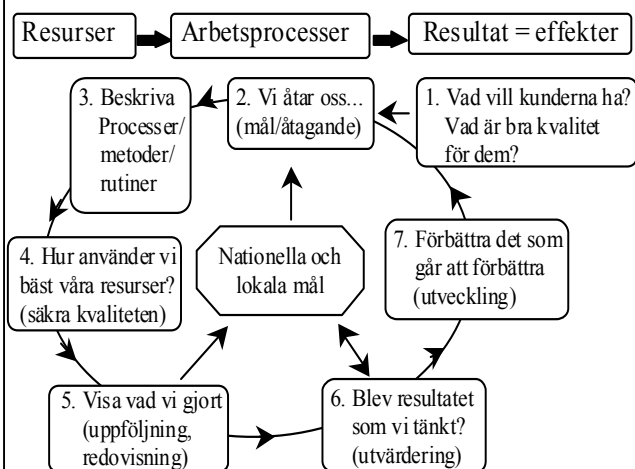 Resurser
Arbetsprocesser
Resultat = effekter
1. Vad vill kunderna ha?
Vad är bra kvalitet
för dem?
2. Vi åtar oss...
(mål/åtagande)
3. Beskriva
Processer/
metoder/
rutiner
4. Hur använder vi
bäst våra resurser?
(säkra kvaliteten)
5. Visa vad vi gjort
(uppföljning,
redovisning)
6. Blev resultatet
som vi tänkt?
(utvärdering)
7. Förbättra det som
går att förbättra
(utveckling)
Nationella och
lokala mål